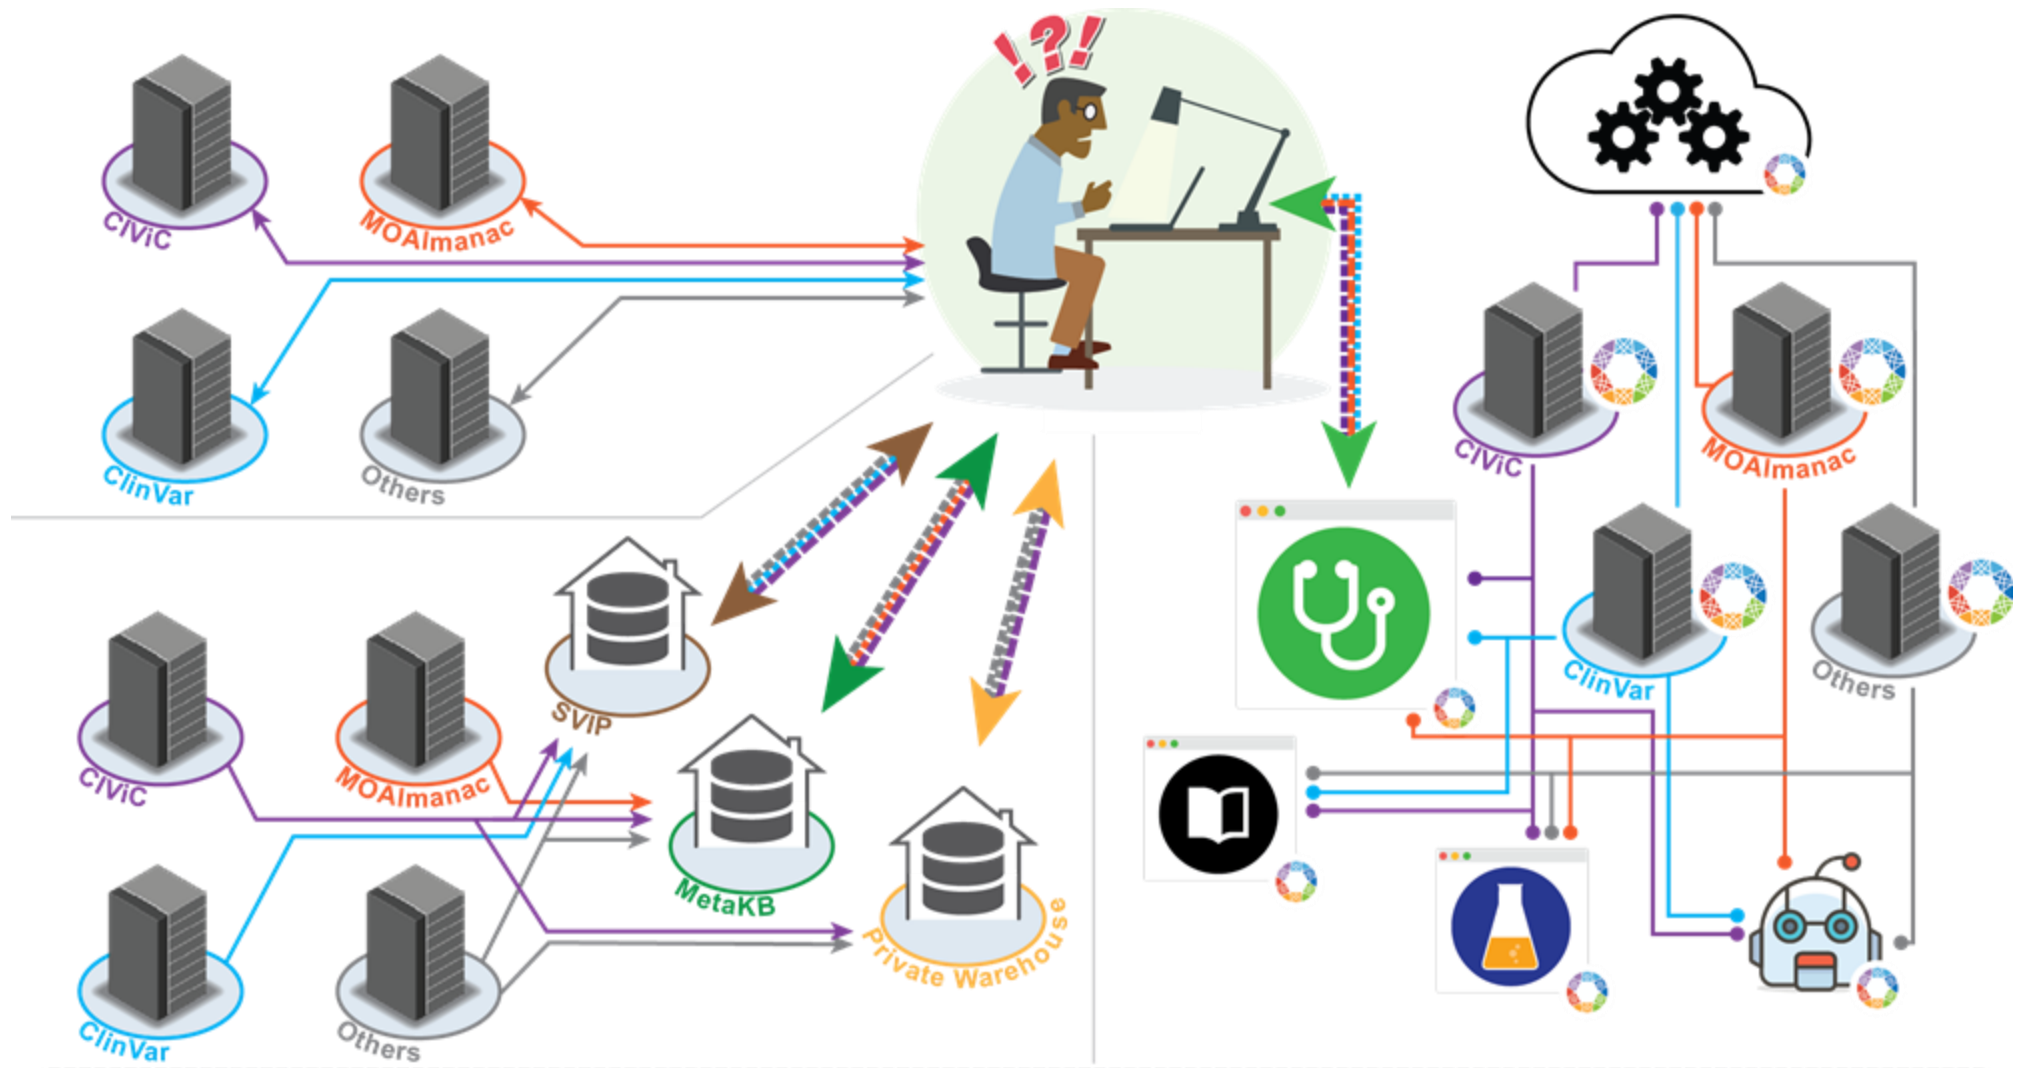 !?!
CIViC
MOAlmanac
ClinVar
Others
SVIP
CIViC
MOAlmanac
MetaKB
Private Warehouse
ClinVar
Others
CIViC
MOAlmanac
ClinVar
Others